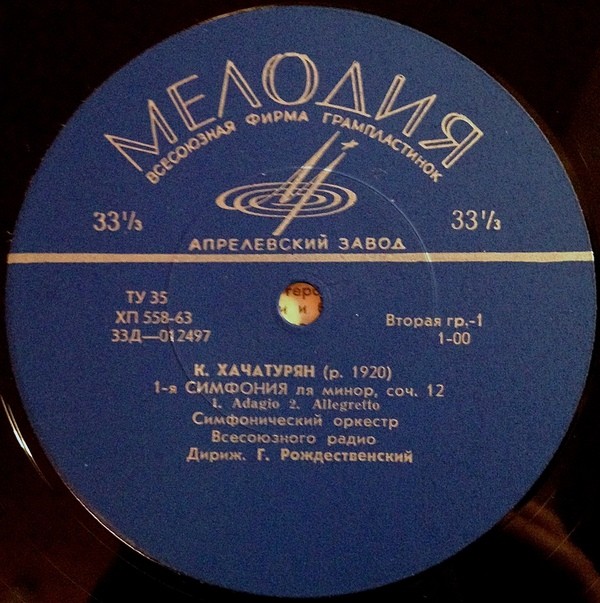 МЕЛОДИЯ
ВСЕСОЮЗНАЯ ФИРМА ГРАМПЛАСТИНОК
33⅓ 33⅓
АПРЕЛЕВСКИЙ ЗАВОД
ТУ 35
ХП 558-63
33Д—012497
Вторая гр.-1
1-00
К. ХАЧАТУРЯН (р. 1920)
1-я СИМФОНИЯ ля минор, соч. 12
1. Adagio 2. Allegretto
Симфонический оркестр
Всесоюзного радио
Дириж. Г. Рождественский